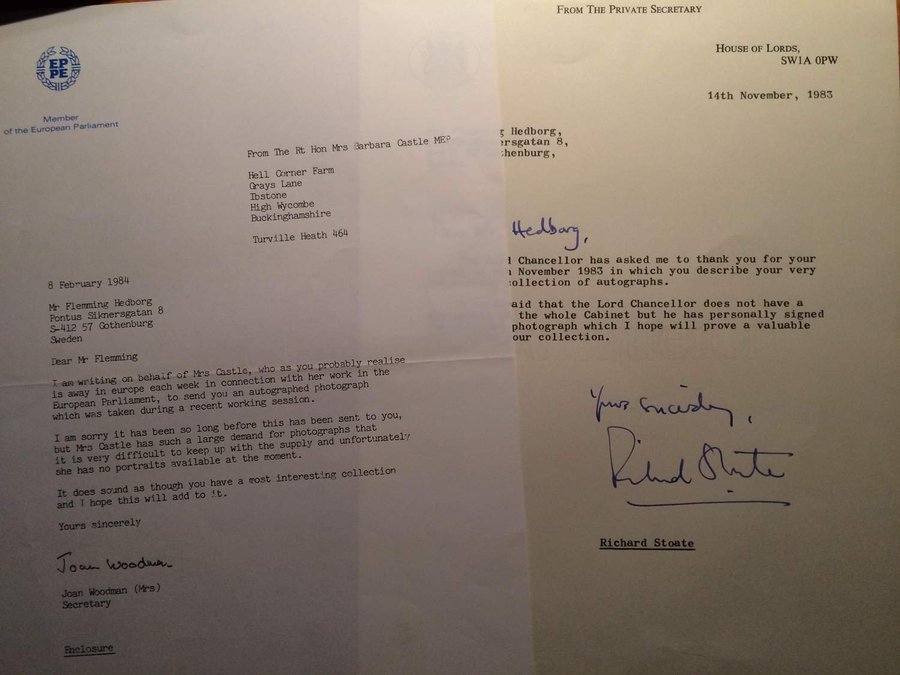 EP
PE
Member
of the European Parliament
From The Rt Hon Mrs Barbara Castle MEP
Hell Corner Farm
Grays Lane
Ibstone
High Wycombe
Buckinghamshire
Turville Heath 464
8 February 1984
Mr Flemming Hedborg
Pontus Siknersgatan 8
S-412 57 Gothenburg
Sweden
Dear Mr Flemming
I am writing on behalf of Mrs Castle, who as you probably realise
is away in europe each week in connection with her work in the
European Parliament, to send you an autographed photograph
which was taken during a recent working session.
I am sorry it has been so long before this has been sent to you,
but Mrs Castle has such a large demand for photographs that
it is very difficult to keep up with the supply and unfortunately
she has no portraits available at the moment.
It does sound as though you have a most interesting collection
and I hope this will add to it.
Yours sincerely
Joan Woodman
Joan Woodman (Mrs)
Secretary
Enclosure
From The Private Secretary
House of Lords,
SW1A 0PW
14th November, 1983
g Hedborg,
ersgatan 8,
thenburg,
Hedborg,
d Chancellor has asked me to thank you for your
November 1983 in which you describe your very
collection of autographs.
aid that the Lord Chancellor does not have a
the whole Cabinet but he has personally signed
photograph which I hope will prove a valuable
our collection.
Yours sincerely,
Richard Stoate
Richard Stoate